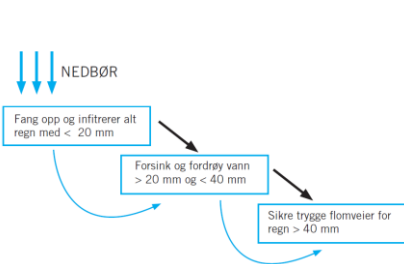 NEDBØR
Fang opp og infitrerer alt
regn med < 20 mm
Forsink og fordrøy vann
> 20 mm og < 40 mm
Sikre trygge flomveier for
regn > 40 mm